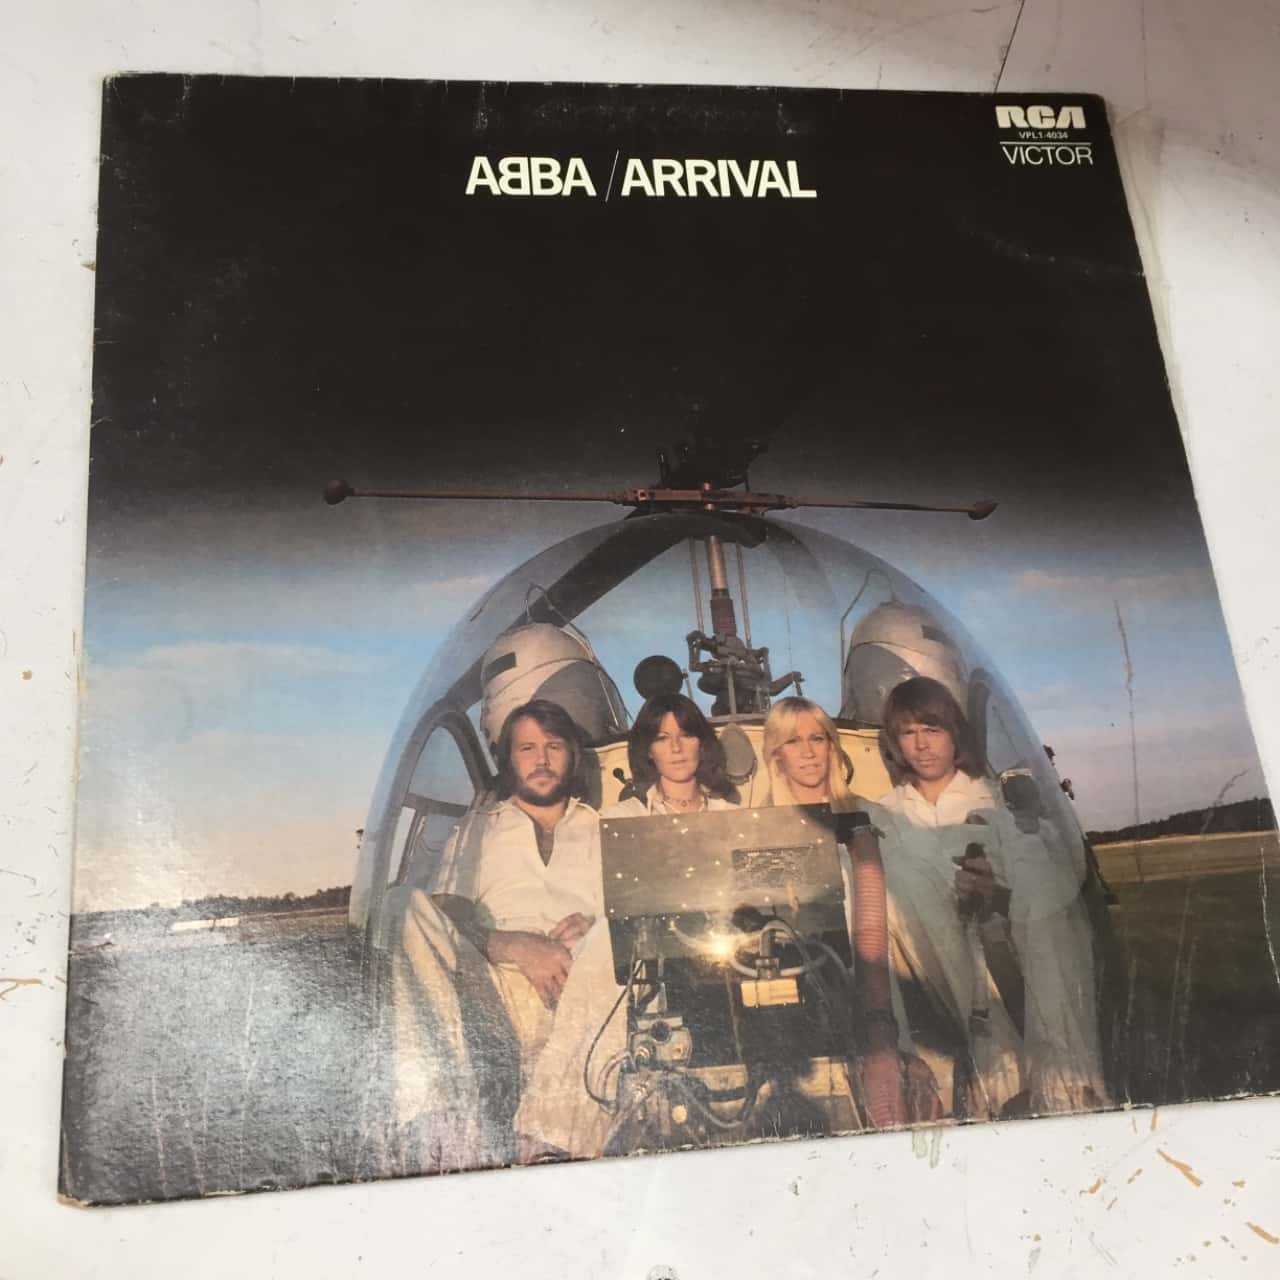 ABBA/ARRIVAL
RCA
VPL1-4034
VICTOR